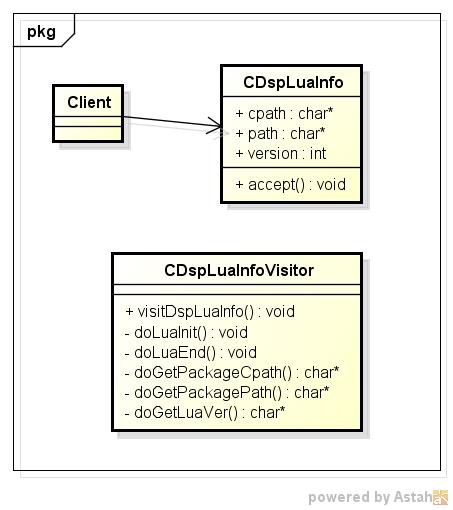 pkg
Client
CDspLuaInfo
+ cpath : char*
+ path : char*
+ version : int
+ accept() : void
CDspLuaInfoVisitor
+ visitDspLuaInfo() : void
- doLuaInit() : void
- doLuaEnd() : void
- doGetPackageCpath() : char*
- doGetPackagePath() : char*
- doGetLuaVer() : char*
powered by Astah